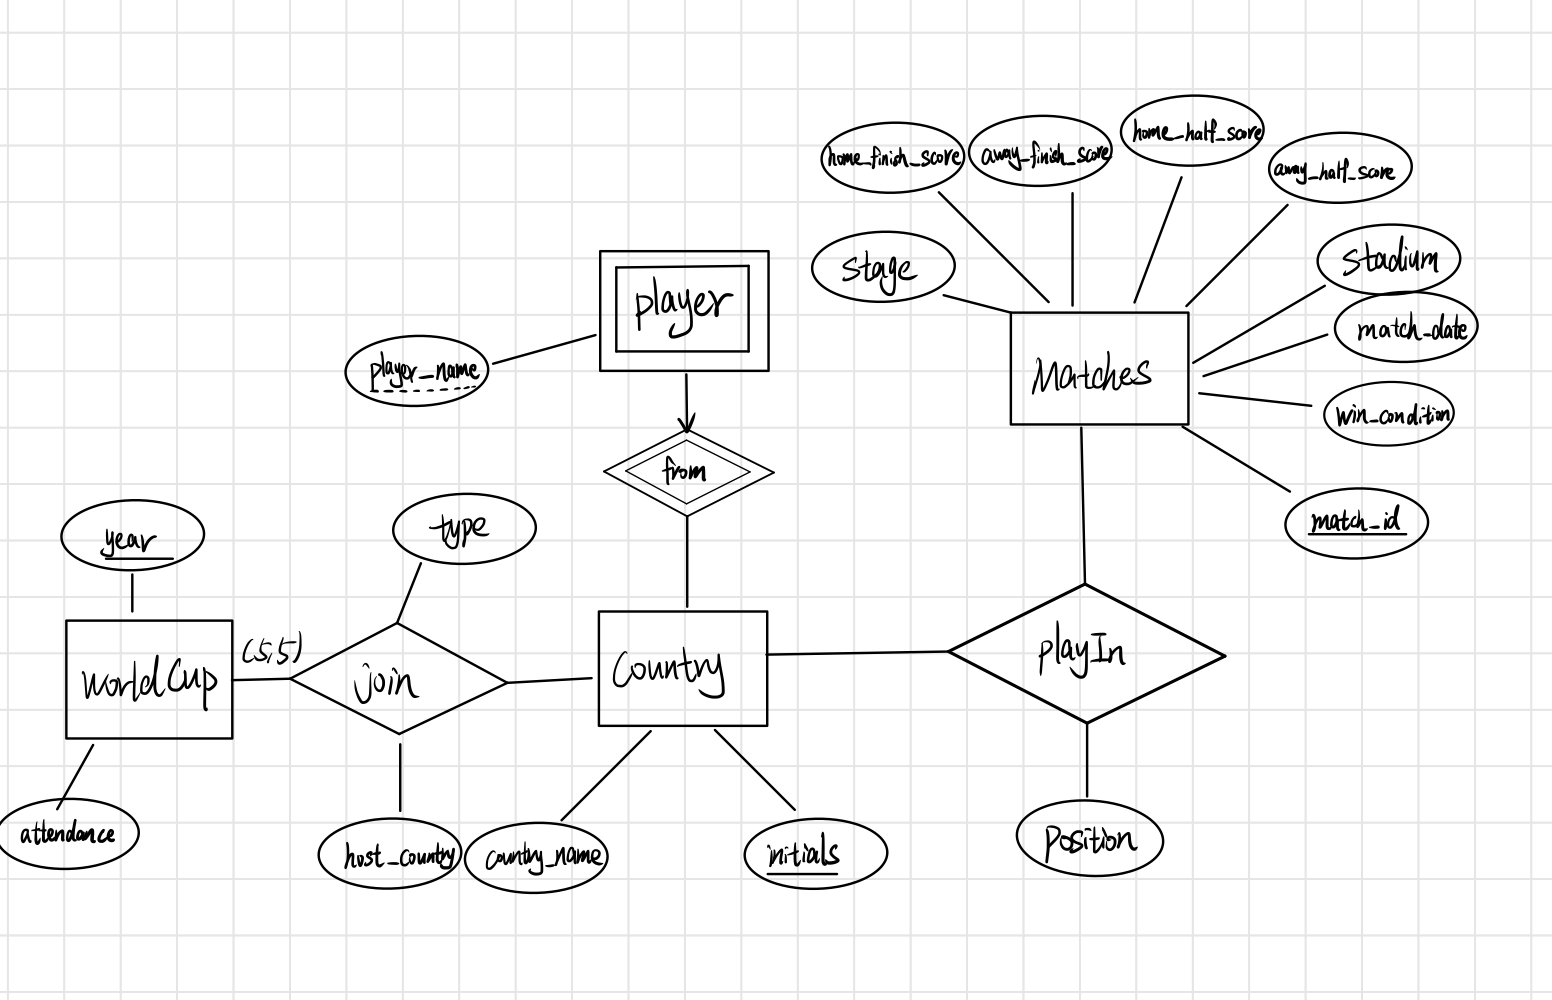 home_finish_score
away_finish_score
home_half_score
away_half_score
stage
stadium
player
match_date
player_name
Matches
win_condition
from
year
type
match_id
(5,5)
worldCup
join
Country
playIn
attendance
host_country
country_name
initials
Position